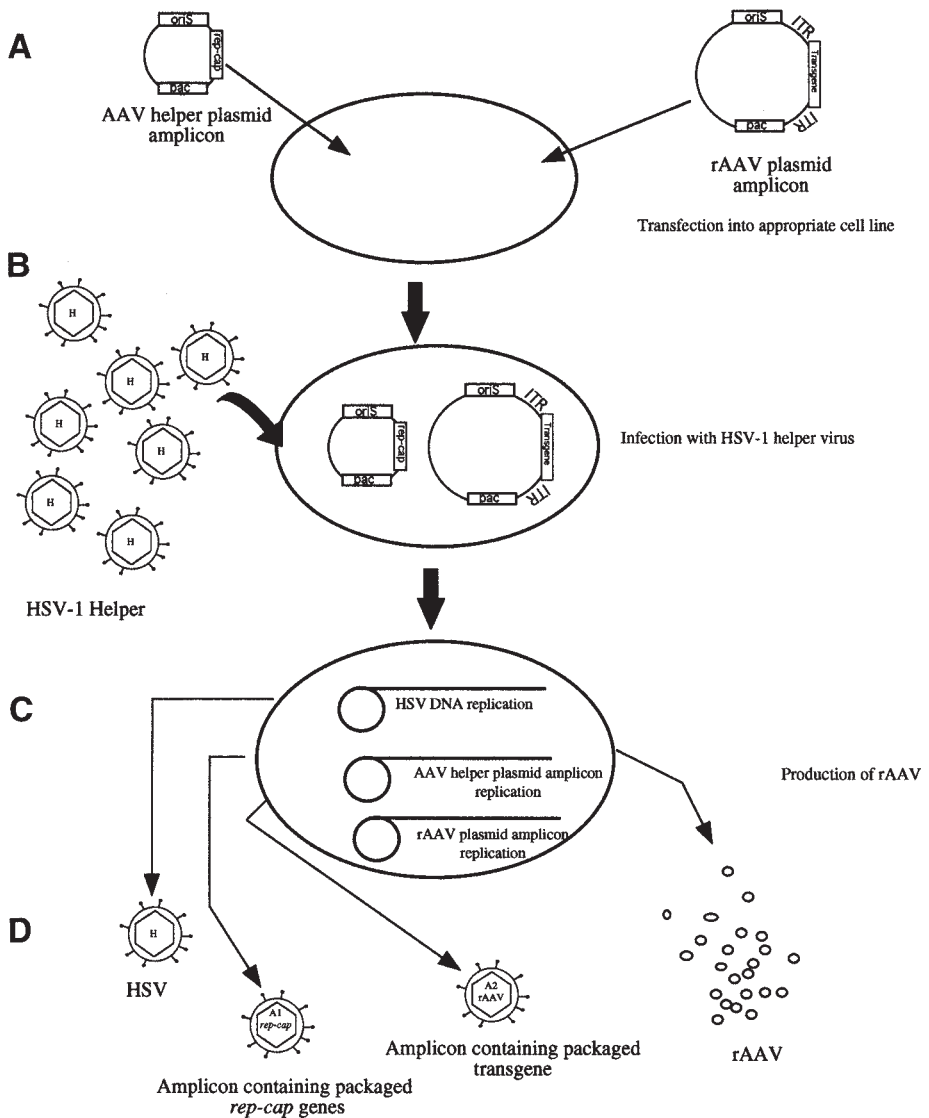 A
oriS
rep-cap
pac
AAV helper plasmid
amplicon
oriS
ITR
Transgene
ITR
pac
rAAV plasmid
amplicon
Transfection into appropriate cell line
B
H
H
H
H
H
H
H
HSV-1 Helper
oriS
rep-cap
pac
oriS
ITR
Transgene
ITR
pac
Infection with HSV-1 helper virus
C
HSV DNA replication
AAV helper plasmid amplicon
replication
rAAV plasmid amplicon
replication
Production of rAAV
D
H
HSV
A1
rep-cap
Amplicon containing packaged
rep-cap genes
A2
rAAV
Amplicon containing packaged
transgene
rAAV